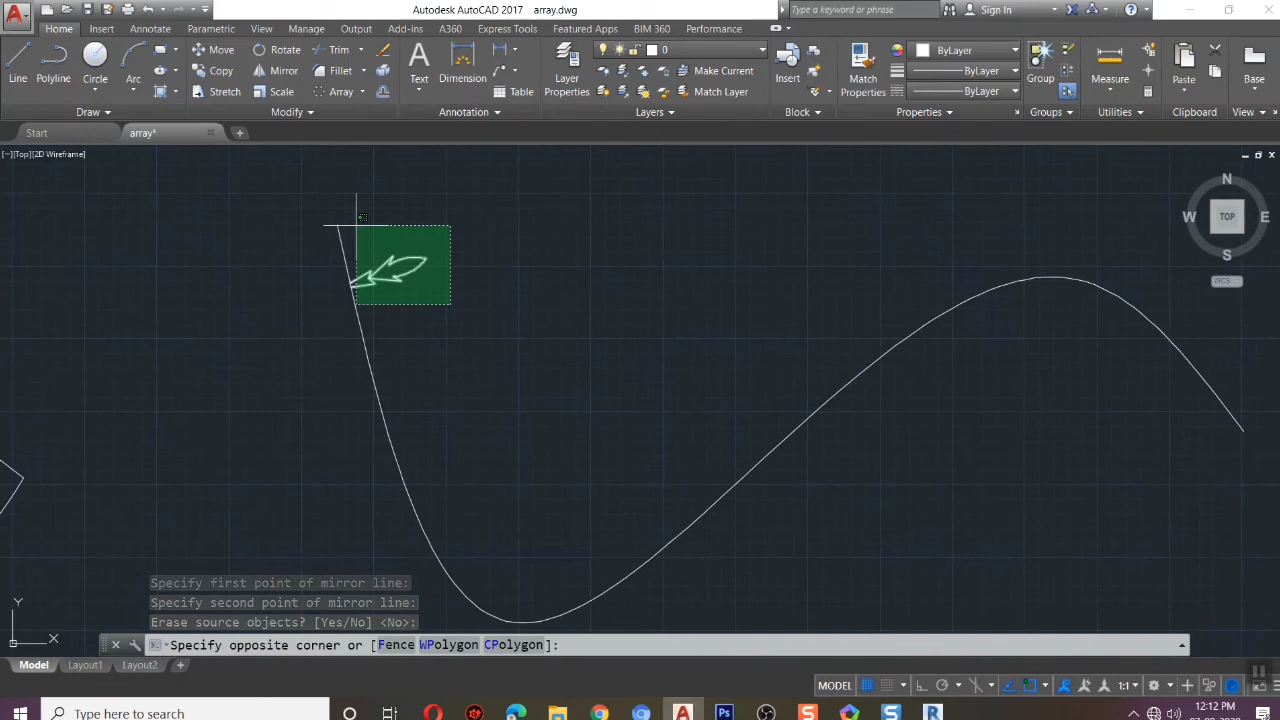 Autodesk AutoCAD 2017 array.dwg
Type a keyword or phrase
Sign In
Home Insert Annotate Parametric View Manage Output Add-ins A360 Express Tools Featured Apps BIM 360 Performance
Line
Polyline
Circle
Arc
Move
Rotate
Trim
Copy
Mirror
Fillet
Stretch
Scale
Array
Text
Dimension
Table
Layer
Properties
0
Make Current
Match Layer
Insert
Match
Properties
ByLayer
ByLayer
ByLayer
Group
Measure
Paste
Base
Draw
Modify
Annotation
Layers
Block
Properties
Groups
Utilities
Clipboard
View
Start
array*
[−][Top][2D Wireframe]
N
W TOP E
S
WCS
Specify first point of mirror line:
Specify second point of mirror line:
Erase source objects? [Yes/No] <No>:
Y
X
Specify opposite corner or [Fence WPolygon CPolygon]:
Model Layout1 Layout2
MODEL
1:1
Type here to search
12:12 PM